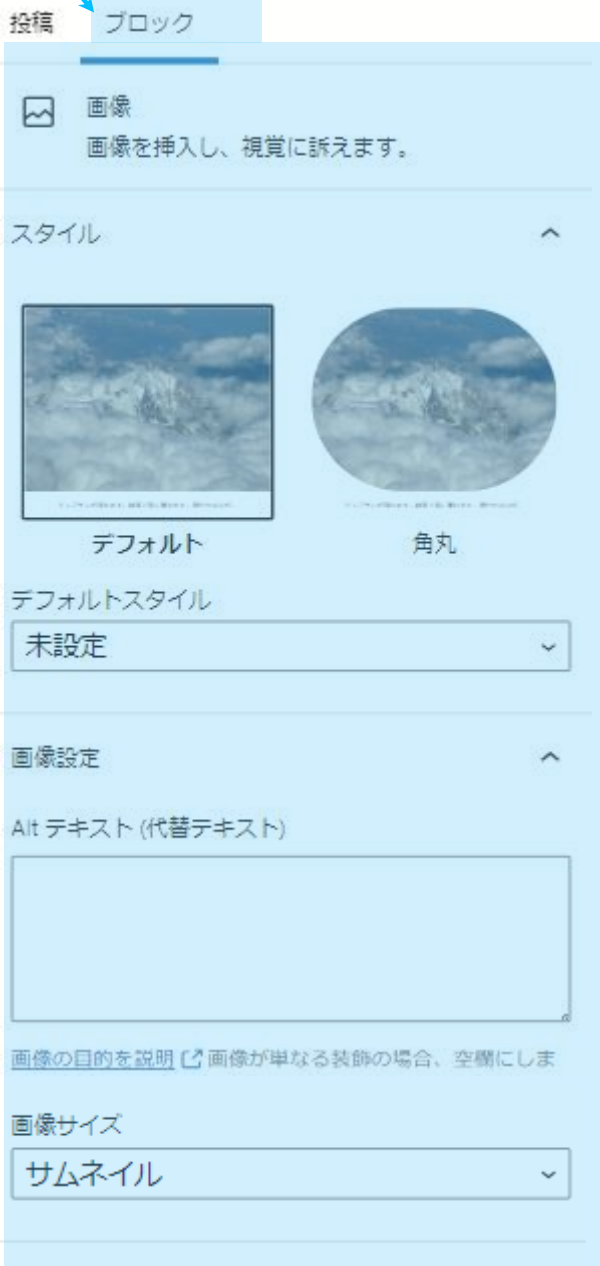 投稿 ブロック
画像
画像を挿入し、視覚に訴えます。
スタイル
デフォルト 角丸
デフォルトスタイル
未設定
画像設定
Alt テキスト (代替テキスト)
画像の目的を説明 画像が単なる装飾の場合、空欄にしま
画像サイズ
サムネイル